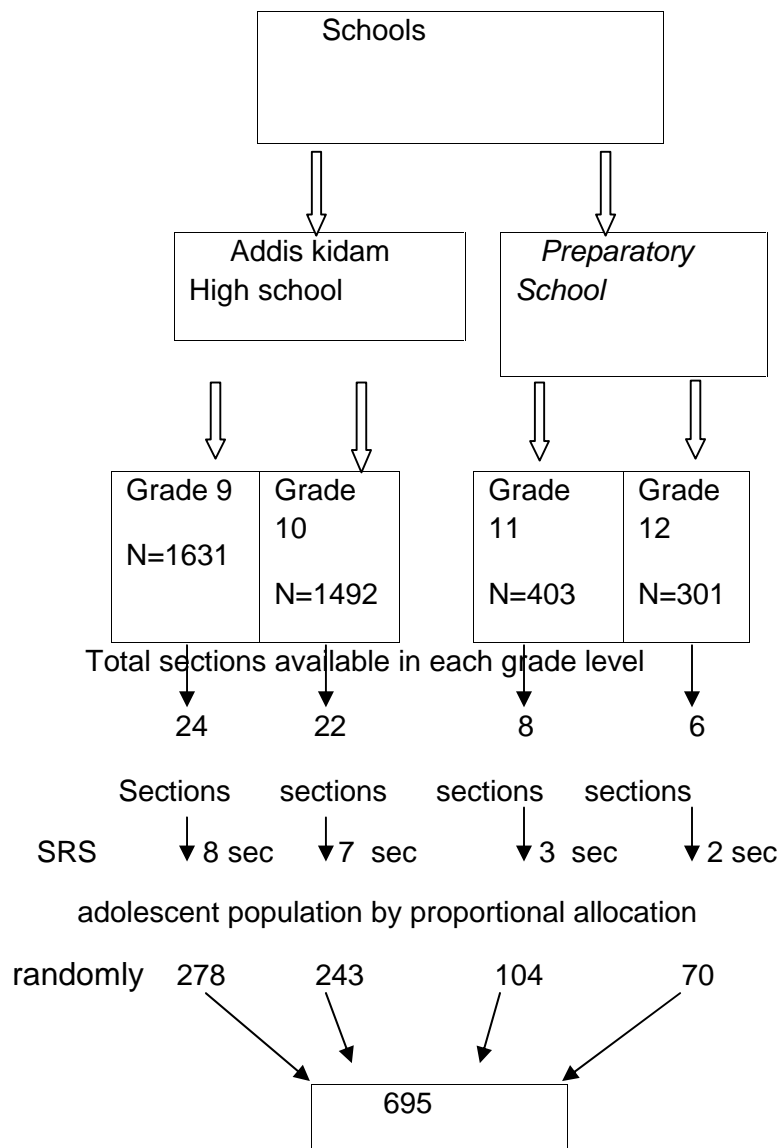 Schools
Addis kidam
High school
Preparatory
School
Grade 9
N=1631
Grade
10
N=1492
Grade
11
N=403
Grade
12
N=301
Total sections available in each grade level
24 22 8 6
Sections sections sections sections
SRS 8 sec 7 sec 3 sec 2 sec
adolescent population by proportional allocation
randomly 278 243 104 70
695